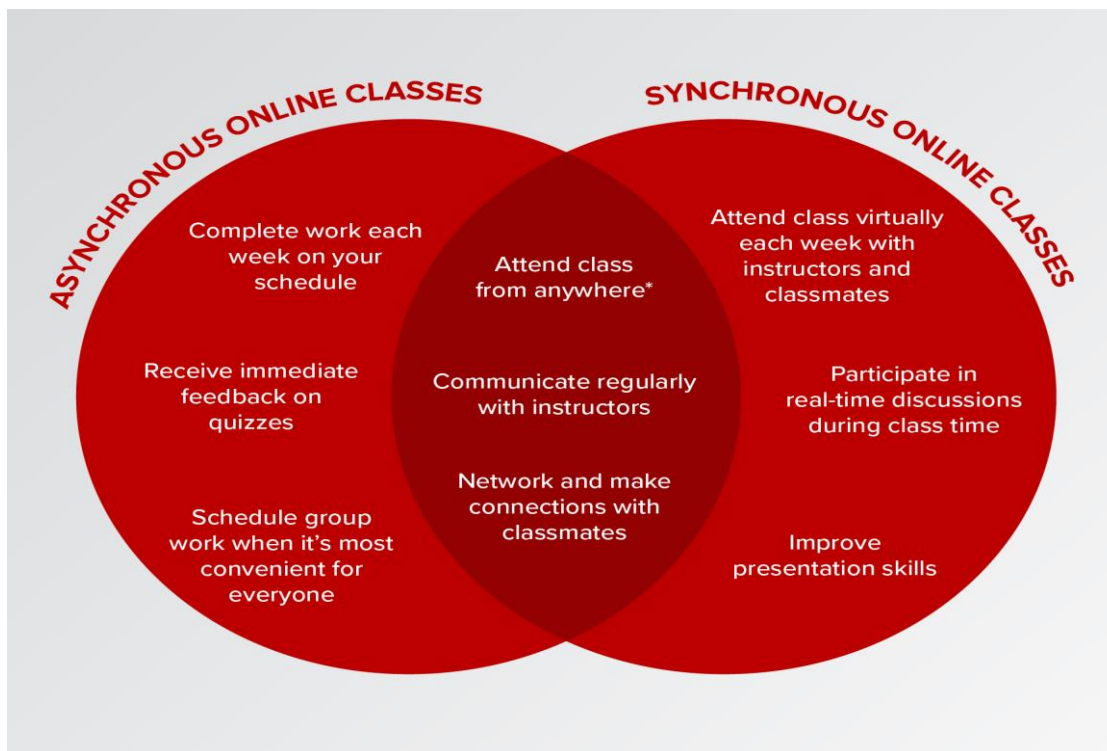 ASYNCHRONOUS ONLINE CLASSES
SYNCHRONOUS ONLINE CLASSES
Complete work each
week on your
schedule
Receive immediate
feedback on
quizzes
Schedule group
work when it’s most
convenient for
everyone
Attend class
from anywhere*
Communicate regularly
with instructors
Network and make
connections with
classmates
Attend class virtually
each week with
instructors and
classmates
Participate in
real-time discussions
during class time
Improve
presentation skills